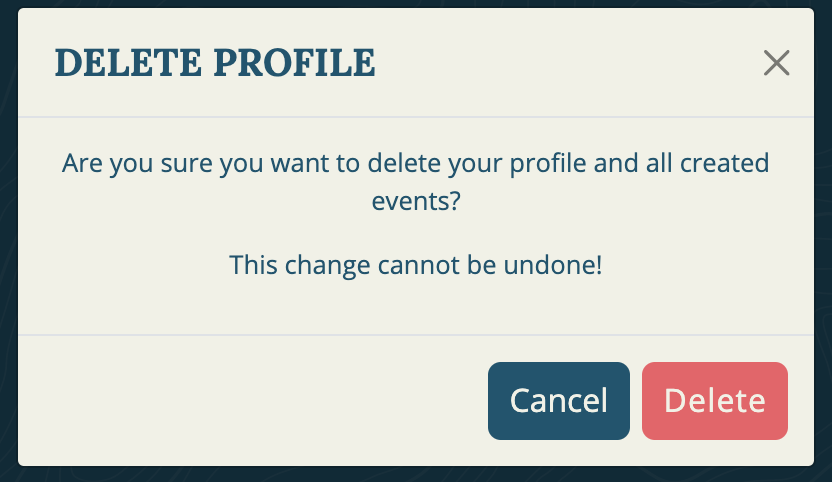 DELETE PROFILE
Are you sure you want to delete your profile and all created
events?
This change cannot be undone!
Cancel Delete